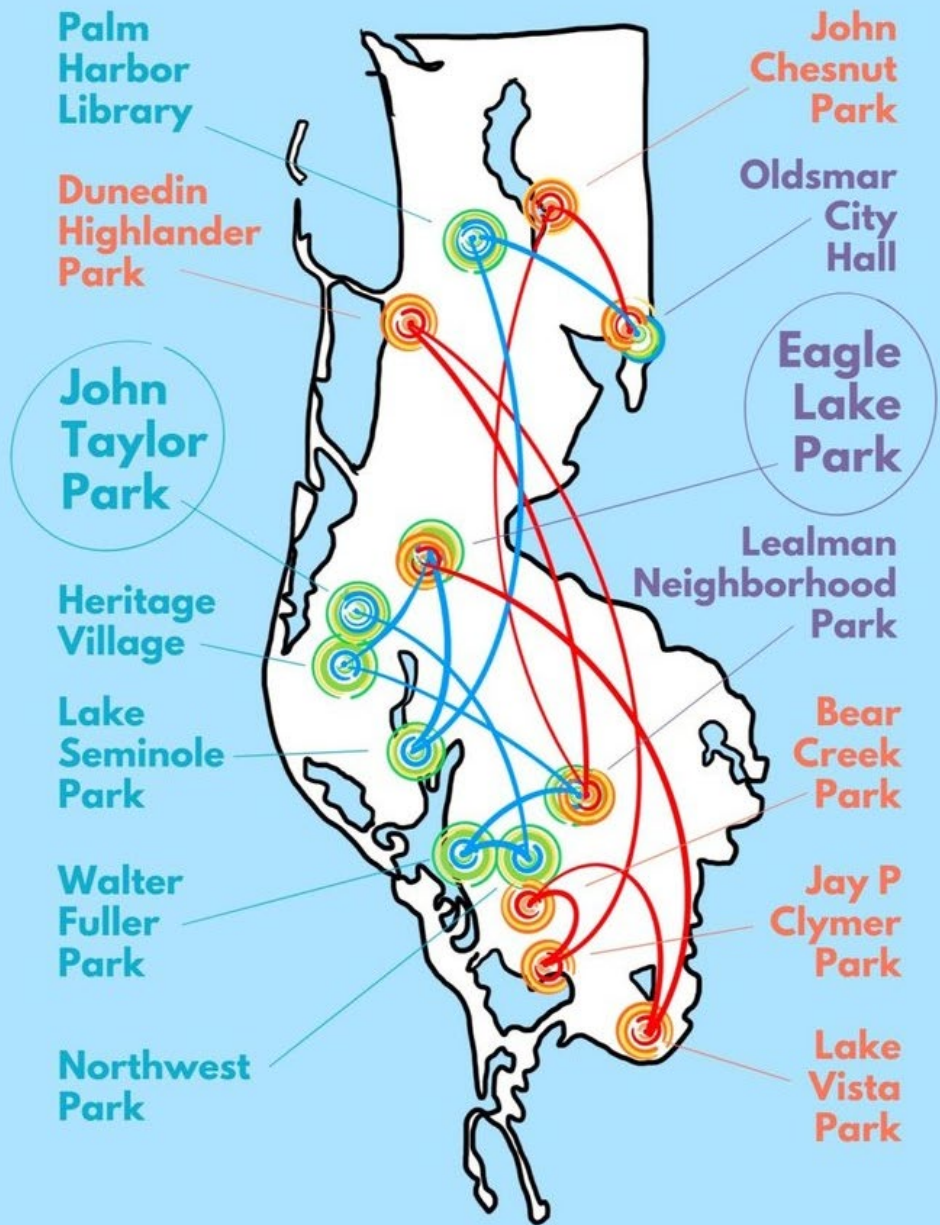 Palm
Harbor
Library
Dunedin
Highlander
Park
John
Taylor
Park
Heritage
Village
Lake
Seminole
Park
Walter
Fuller
Park
Northwest
Park
John
Chesnut
Park
Oldsmar
City
Hall
Eagle
Lake
Park
Lealman
Neighborhood
Park
Bear
Creek
Park
Jay P
Clymer
Park
Lake
Vista
Park